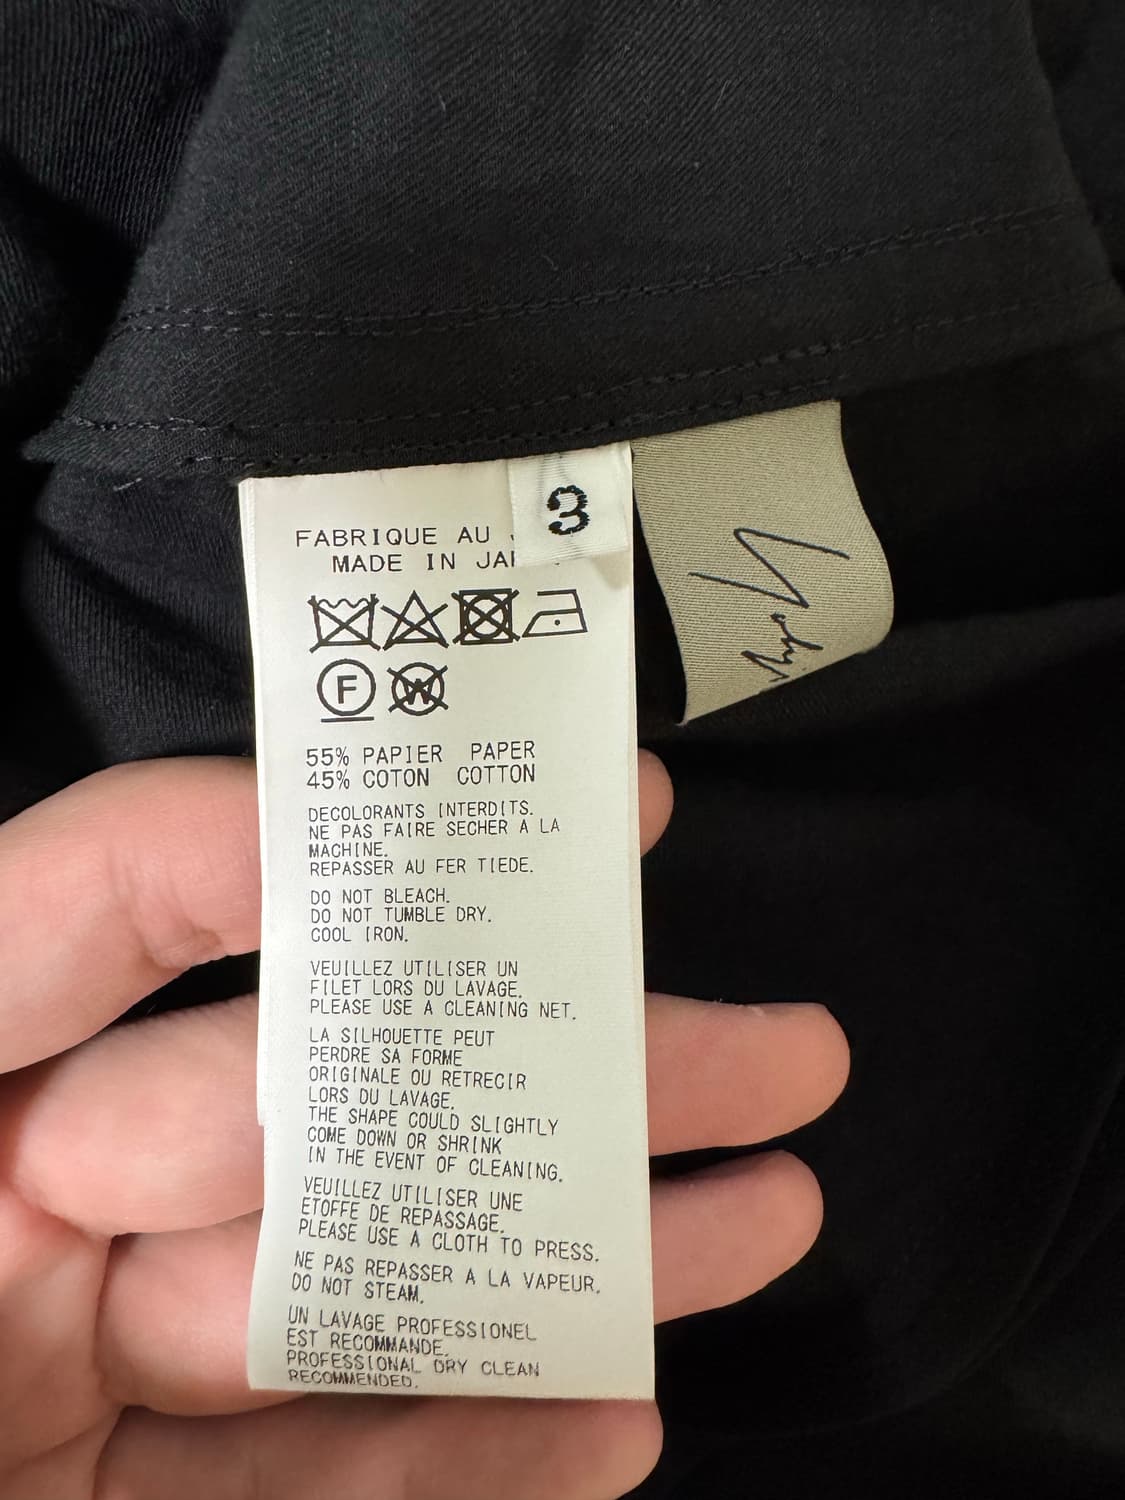 3
FABRIQUE AU
MADE IN
F
W
55% PAPIER PAPER
45% COTON COTTON
DECOLORANTS INTERDITS.
NE PAS FAIRE SECHER A LA
MACHINE.
REPASSER AU FER TIEDE.
DO NOT BLEACH.
DO NOT TUMBLE DRY.
COOL IRON.
VEUILLEZ UTILISER UN
FILET LORS DU LAVAGE.
PLEASE USE A CLEANING NET.
LA SILHOUETTE PEUT
PERDRE SA FORME
ORIGINALE OU RETRECIR
LORS DU LAVAGE.
THE SHAPE COULD SLIGHTLY
COME DOWN OR SHRINK
IN THE EVENT OF CLEANING.
VEUILLEZ UTILISER UNE
ETOFFE DE REPASSAGE.
PLEASE USE A CLOTH TO PRESS.
NE PAS REPASSER A LA VAPEUR.
DO NOT STEAM.
UN LAVAGE PROFESSIONEL
EST RECOMMANDE.
PROFESSIONAL DRY CLEAN
RECOMMENDED.